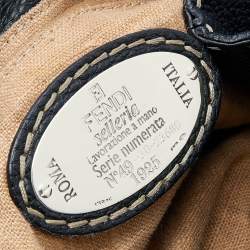 FENDI
Selleria
Lavorazione a mano
Serie numerata
N°49
1925
ROMA
ITALIA